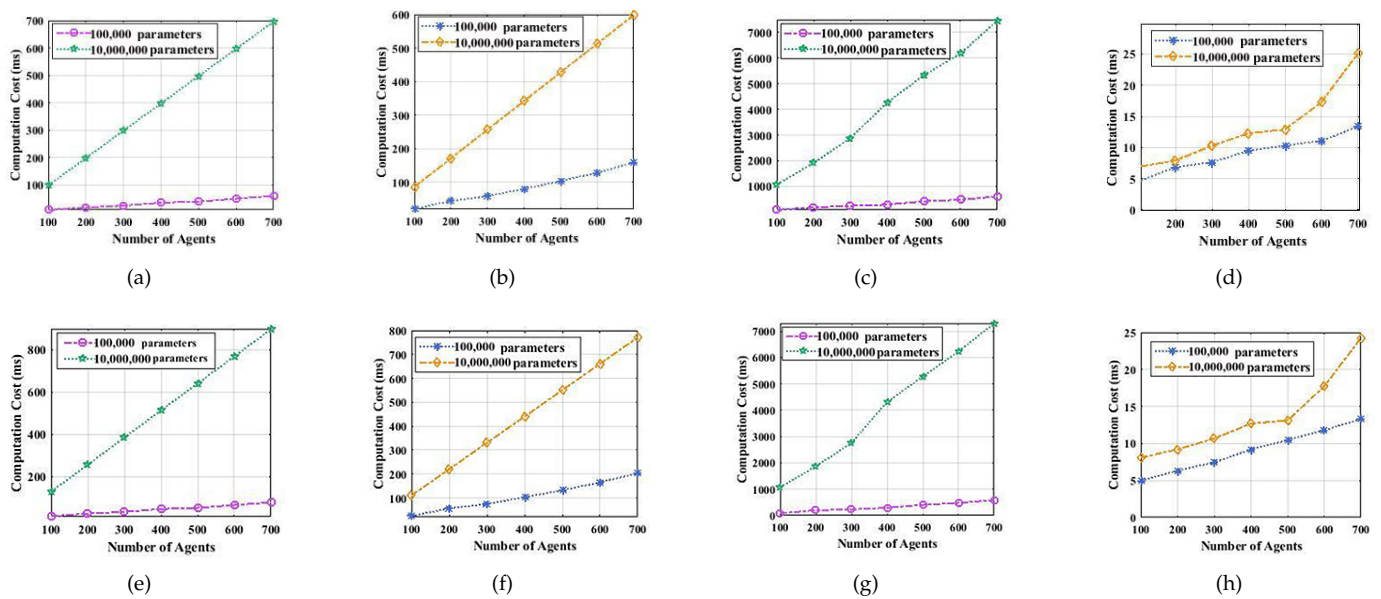 700
600
500
400
300
200
100
100,000 parameters
10,000,000 parameters
Computation Cost (ms)
100 200 300 400 500 600 700
Number of Agents
(a)
600
500
400
300
200
100
100,000 parameters
10,000,000 parameters
Computation Cost (ms)
100 200 300 400 500 600 700
Number of Agents
(b)
7000
6000
5000
4000
3000
2000
1000
100,000 parameters
10,000,000 parameters
Computation Cost (ms)
100 200 300 400 500 600 700
Number of Agents
(c)
25
20
15
10
5
0
100,000 parameters
10,000,000 parameters
Computation Cost (ms)
200 300 400 500 600 700
Number of Agents
(d)
800
600
400
200
100,000 parameters
10,000,000 parameters
Computation Cost (ms)
100 200 300 400 500 600 700
Number of Agents
(e)
800
700
600
500
400
300
200
100
100,000 parameters
10,000,000 parameters
Computation Cost (ms)
100 200 300 400 500 600 700
Number of Agents
(f)
7000
6000
5000
4000
3000
2000
1000
0
100,000 parameters
10,000,000 parameters
Computation Cost (ms)
100 200 300 400 500 600 700
Number of Agents
(g)
25
20
15
10
5
0
100,000 parameters
10,000,000 parameters
Computation Cost (ms)
100 200 300 400 500 600 700
Number of Agents
(h)